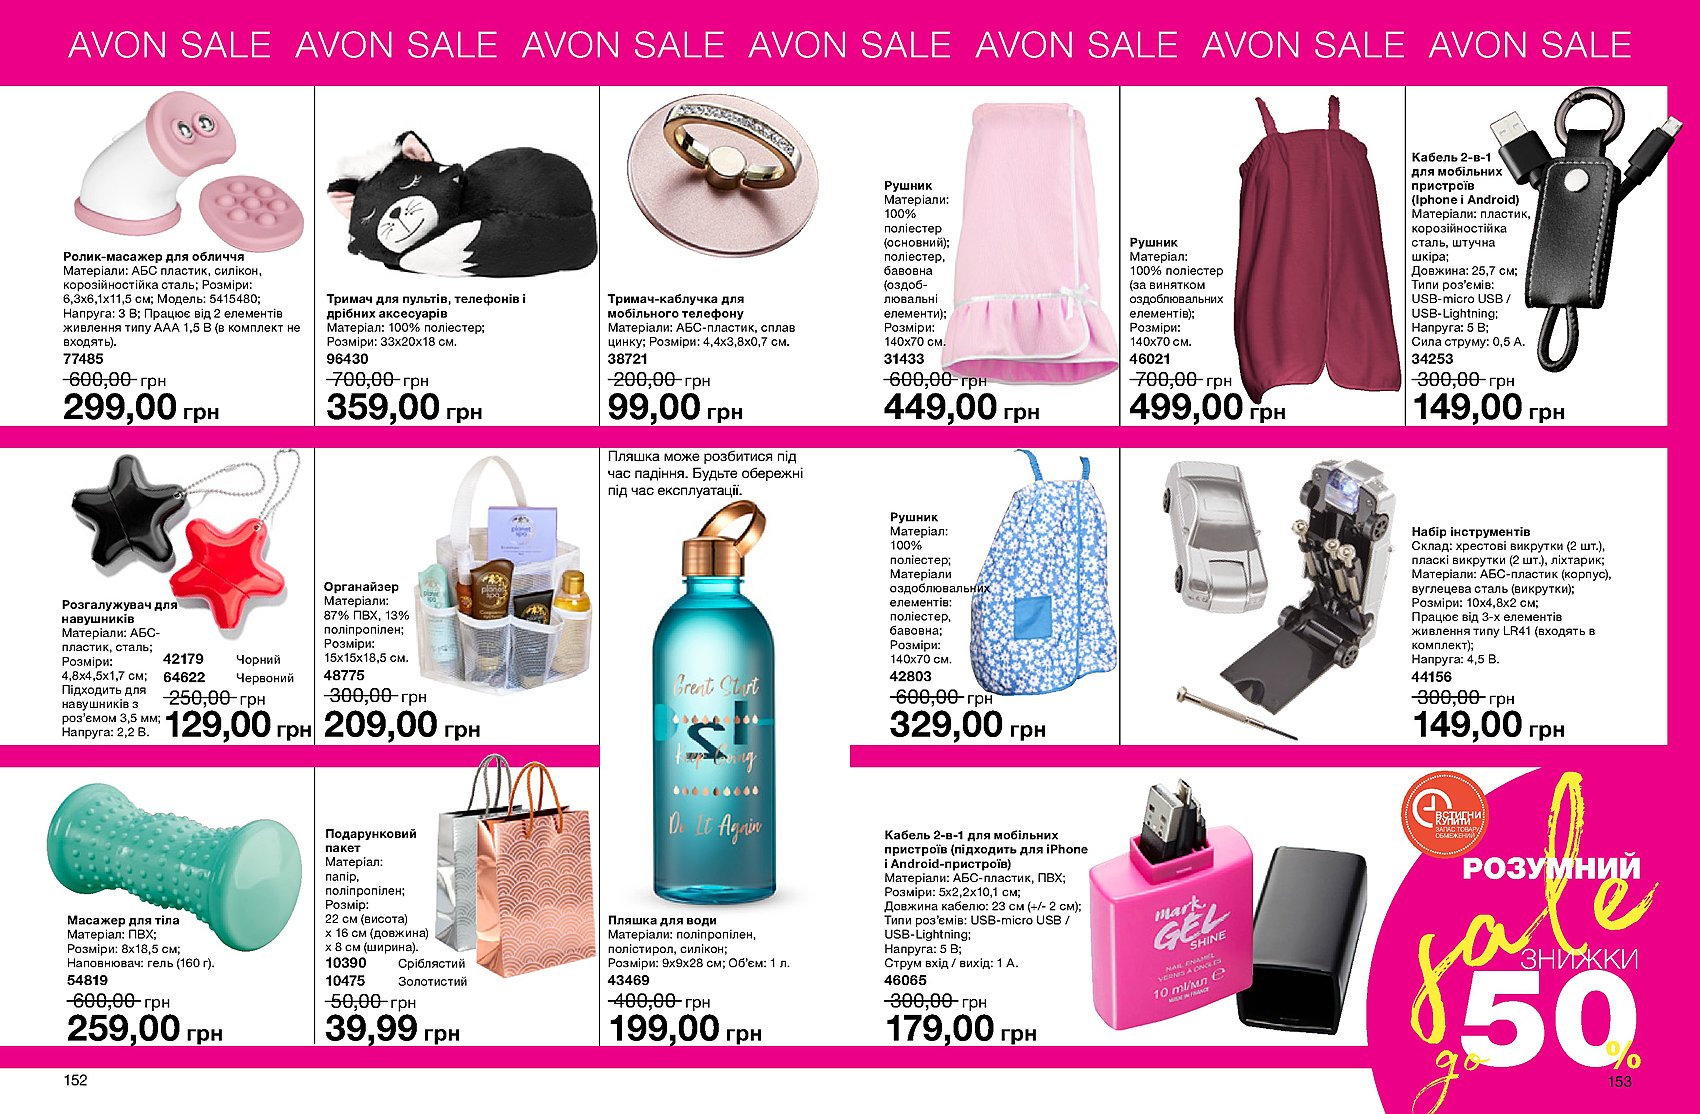 AVON SALE AVON SALE AVON SALE AVON SALE AVON SALE AVON SALE AVON SALE
Ролик-масажер для обличчя
Матеріали: АБС пластик, силікон,
корозійностійка сталь; Розміри:
6,3х6,1х11,5 см; Модель: 5415480;
Напруга: 3 В; Працює від 2 елементів
живлення типу ААА 1,5 В (в комплект не
входять).
77485
600,00 грн
299,00 грн
Тримач для пультів, телефонів і
дрібних аксесуарів
Матеріал: 100% поліестер;
Розміри: 33х20х18 см.
96430
700,00 грн
359,00 грн
Тримач-каблучка для
мобільного телефону
Матеріали: АБС-пластик, сплав
цинку; Розміри: 4,4х3,8х0,7 см.
38721
200,00 грн
99,00 грн
Рушник
Матеріали:
100%
поліестер
(основний);
поліестер,
бавовна
(оздоб-
лювальні
елементи);
Розміри:
140х70 см.
31433
600,00 грн
449,00 грн
Рушник
Матеріал:
100% поліестер
(за винятком
оздоблювальних
елементів);
Розміри:
140х70 см.
46021
700,00 грн
499,00 грн
Кабель 2-в-1
для мобільних
пристроїв
(Iphone і Android)
Матеріали: пластик,
корозійностійка
сталь, штучна
шкіра;
Довжина: 25,7 см;
Типи роз’ємів:
USB-micro USB /
USB-Lightning;
Напруга: 5 В;
Сила струму: 0,5 А.
34253
300,00 грн
149,00 грн
Розгалужувач для
навушників
Матеріали: АБС-
пластик, сталь;
Розміри:
4,8х4,5х1,7 см;
Підходить для
навушників з
роз’ємом 3,5 мм;
Напруга: 2,2 В.
42179 Чорний
64622 Червоний
250,00 грн
129,00 грн
planet
spa
planet
spa
Органайзер
Матеріали:
87% ПВХ, 13%
поліпропілен;
Розміри:
15х15х18,5 см.
48775
300,00 грн
209,00 грн
Пляшка може розбитися під
час падіння. Будьте обережні
під час експлуатації.
Great Start
12
Keep Going
Do It Again
Пляшка для води
Матеріали: поліпропілен,
полістирол, силікон;
Розміри: 9х9х28 см; Об’єм: 1 л.
43469
400,00 грн
199,00 грн
Рушник
Матеріал:
100%
поліестер;
Матеріали
оздоблювальних
елементів:
поліестер,
бавовна;
Розміри:
140х70 см.
42803
600,00 грн
329,00 грн
Набір інструментів
Склад: хрестові викрутки (2 шт.),
пласкі викрутки (2 шт.), ліхтарик;
Матеріали: АБС-пластик (корпус),
вуглецева сталь (викрутки);
Розміри: 10х4,8х2 см;
Працює від 3-х елементів
живлення типу LR41 (входять в
комплект);
Напруга: 4,5 В.
44156
300,00 грн
149,00 грн
Масажер для тіла
Матеріал: ПВХ;
Розміри: 8х18,5 см;
Наповнювач: гель (160 г).
54819
600,00 грн
259,00 грн
Подарунковий
пакет
Матеріал:
папір,
поліпропілен;
Розмір:
22 см (висота)
х 16 см (довжина)
х 8 см (ширина).
10390 Сріблястий
10475 Золотистий
50,00 грн
39,99 грн
Кабель 2-в-1 для мобільних
пристроїв (підходить для iPhone
і Android-пристроїв)
Матеріали: АБС-пластик, ПВХ;
Розміри: 5х2,2х10,1 см;
Довжина кабелю: 23 см (+/- 2 см);
Типи роз’ємів: USB-micro USB /
USB-Lightning;
Напруга: 5 В;
Струм вхід / вихід: 1 А.
46065
300,00 грн
179,00 грн
mark.
GEL
SHINE
NAIL ENAMEL
VERNIS À ONGLES
10 ml/мл e
MADE IN FRANCE
ВСТИГНИ
КУПИТИ
ЗАПАС ТОВАРУ
ОБМЕЖЕНИЙ
РОЗУМНИЙ
sale
ЗНИЖКИ
до 50%
152
153